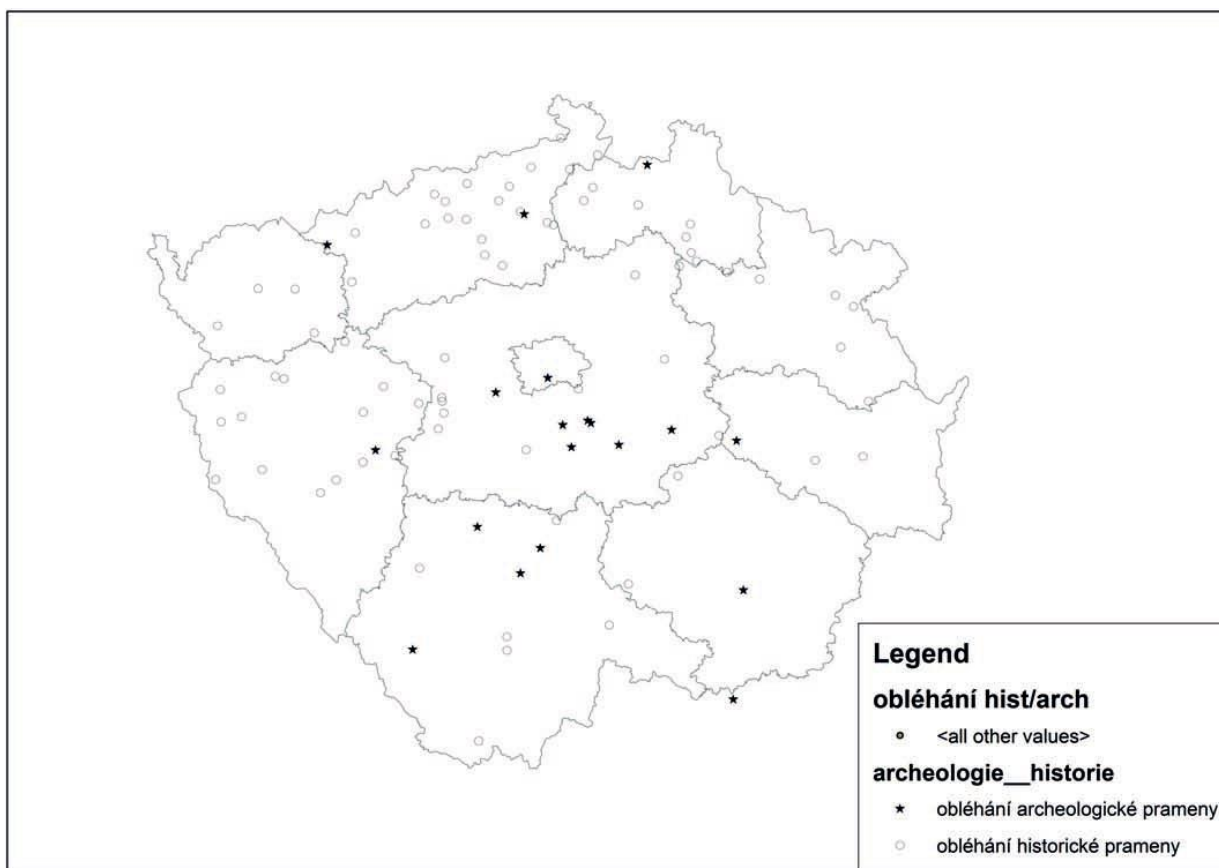 Legend
obléhání hist/arch
<all other values>
archeologie__historie
obléhání archeologické prameny
obléhání historické prameny